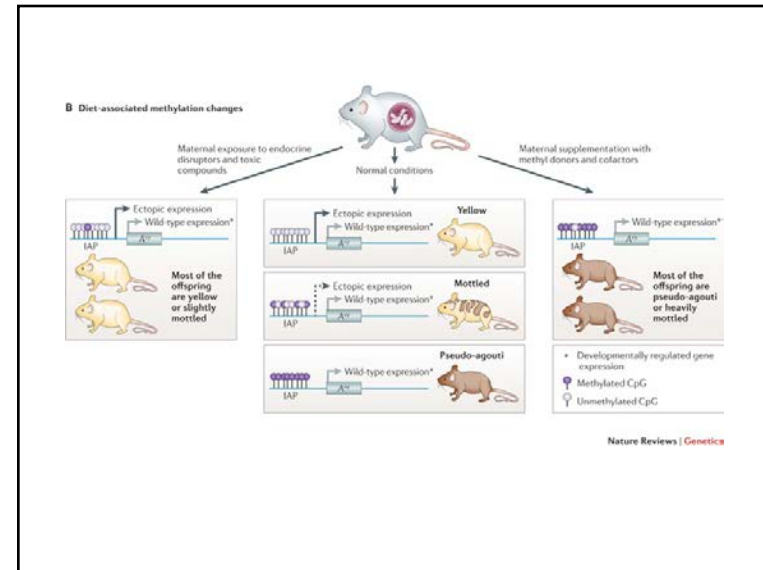 B Diet-associated methylation changes
Maternal exposure to endocrine
disruptors and toxic
compounds
Normal conditions
Maternal supplementation with
methyl donors and cofactors
Ectopic expression
Wild-type expression*
IAP
Most of the
offspring
are yellow
or slightly
mottled
Yellow
Ectopic expression
Wild-type expression*
IAP
Mottled
Ectopic expression
Wild-type expression*
IAP
Pseudo-agouti
Wild-type expression*
IAP
Wild-type expression*
IAP
Most of the
offspring are
pseudo-agouti
or heavily
mottled
* Developmentally regulated gene
expression
Methylated CpG
Unmethylated CpG
Nature Reviews | Genetics